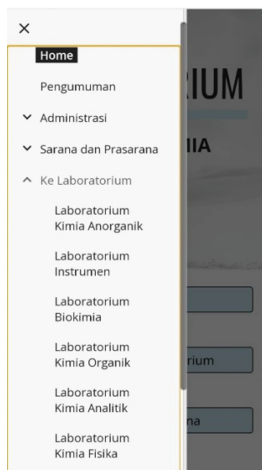 Home
Pengumuman
Administrasi
Sarana dan Prasarana
Ke Laboratorium
Laboratorium
Kimia Anorganik
Laboratorium
Instrumen
Laboratorium
Biokimia
Laboratorium
Kimia Organik
Laboratorium
Kimia Analitik
Laboratorium
Kimia Fisika
IUM
IIA
rium
na